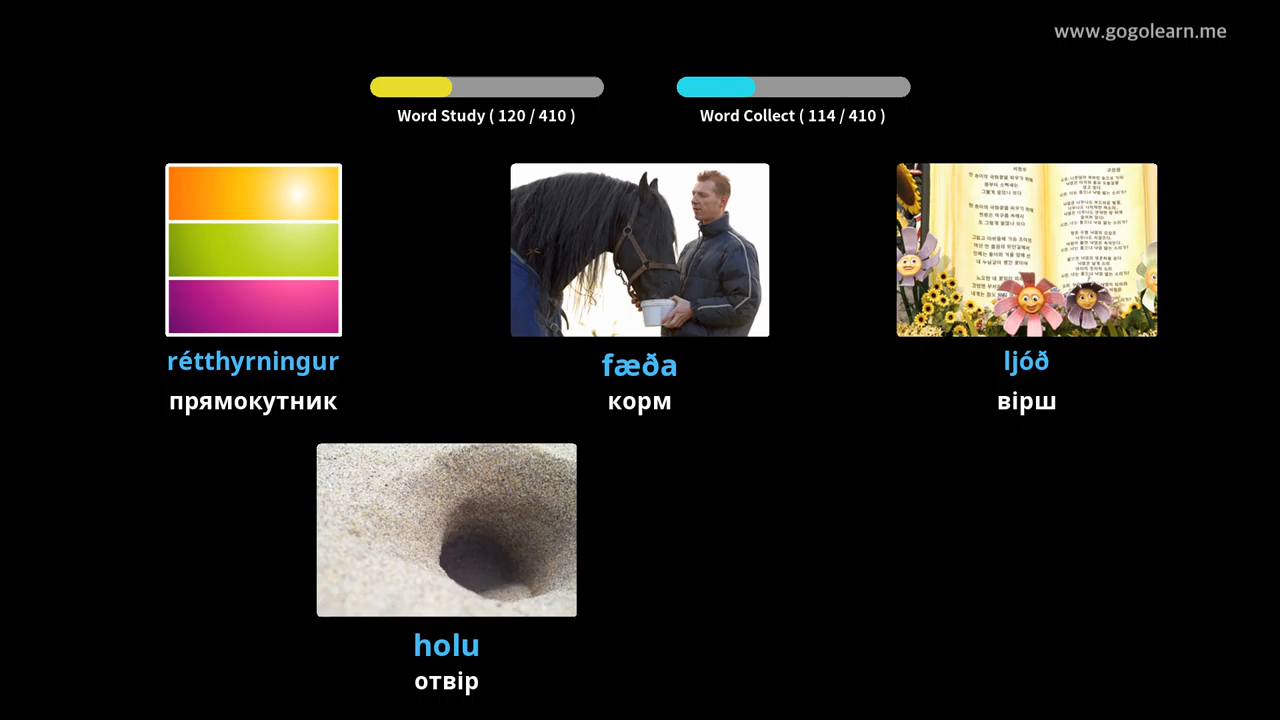 www.gogolearn.me
Word Study ( 120 / 410 )
Word Collect ( 114 / 410 )
rétthyrningur
fæða
ljóð
прямокутник
корм
вірш
holu
отвір